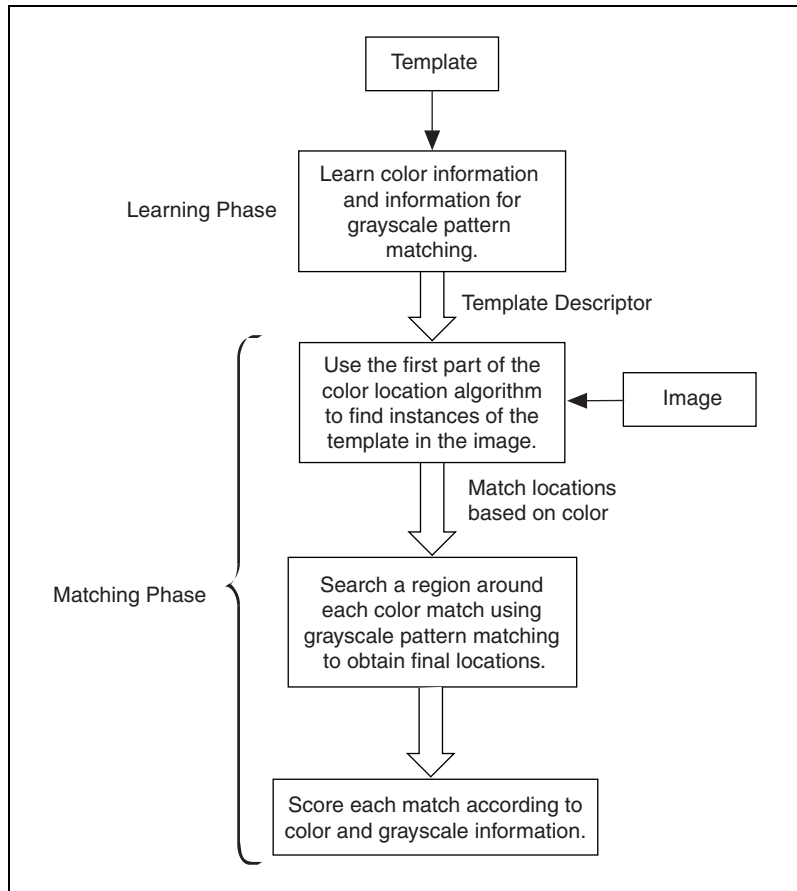 Template
Learning Phase
Learn color information
and information for
grayscale pattern
matching.
Template Descriptor
Use the first part of the
color location algorithm
to find instances of the
template in the image.
Image
Match locations
based on color
Matching Phase
Search a region around
each color match using
grayscale pattern matching
to obtain final locations.
Score each match according to
color and grayscale information.